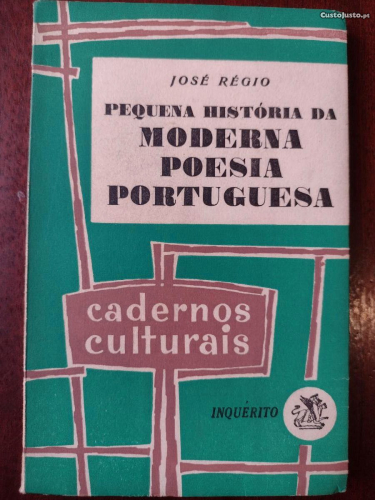 CustoJusto.pt
JOSÉ RÉGIO
PEQUENA HISTÓRIA DA
MODERNA
POESIA
PORTUGUESA
cadernos
culturais
INQUÉRITO